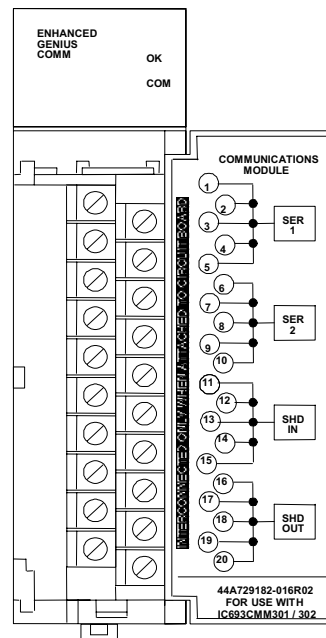 ENHANCED
GENIUS
COMM
OK
COM
COMMUNICATIONS
MODULE
1
2
3
4
5
SER
1
6
7
8
9
10
SER
2
11
12
13
14
15
SHD
IN
16
17
18
19
20
SHD
OUT
INTERCONNECTED ONLY WHEN ATTACHED TO CIRCUIT BOARD
44A729182-016R02
FOR USE WITH
IC693CMM301 / 302